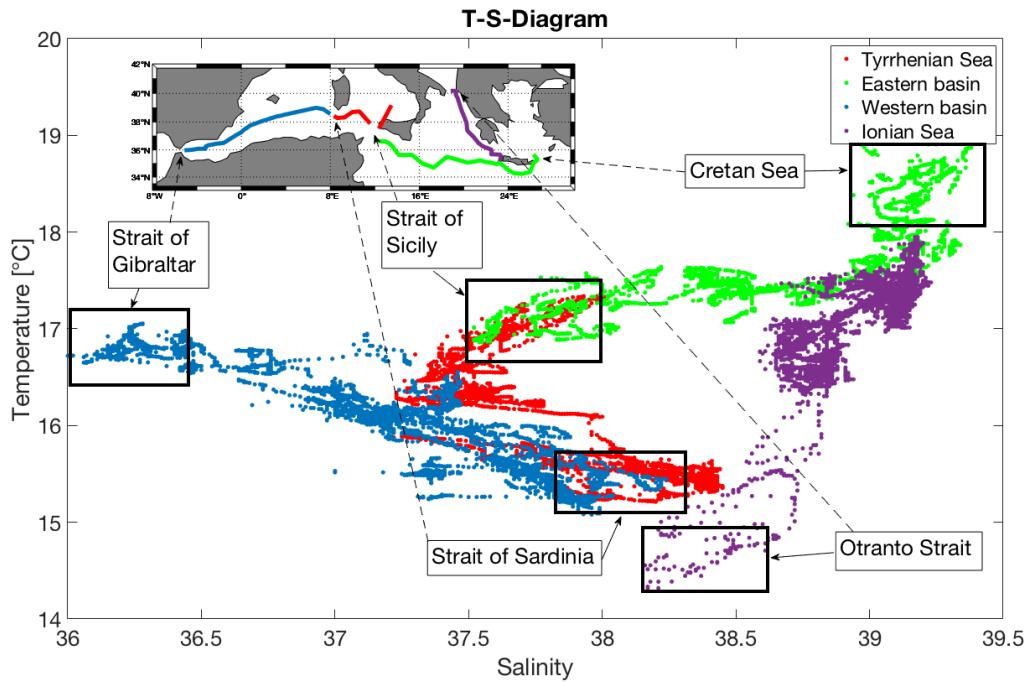 T-S-Diagram
Temperature [°C]
20
19
18
17
16
15
14
36
36.5
37
37.5
38
38.5
39
39.5
Salinity
Tyrrhenian Sea
Eastern basin
Western basin
Ionian Sea
42°N
40°N
38°N
36°N
34°N
8°W
0°
8°E
16°E
24°E
Cretan Sea
Strait of
Gibraltar
Strait of
Sicily
Strait of Sardinia
Otranto Strait